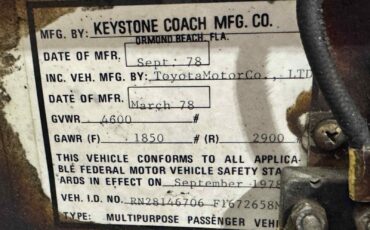 MFG. BY: KEYSTONE COACH MFG. CO.
ORMOND BEACH, FLA.
DATE OF MFR. Sept: 78
INC. VEH. MFG. BY: ToyotaMotorCo., LTD
DATE OF MFR. March 78
GVWR 4600 #
GAWR (F) 1850 # (R) 2900
THIS VEHICLE CONFORMS TO ALL APPLICA-
BLE FEDERAL MOTOR VEHICLE SAFETY STA
ARDS IN EFFECT ON September 1978
VEH. I.D. NO. RN28146706 F1672658M
TYPE: MULTIPURPOSE PASSENGER VEHI